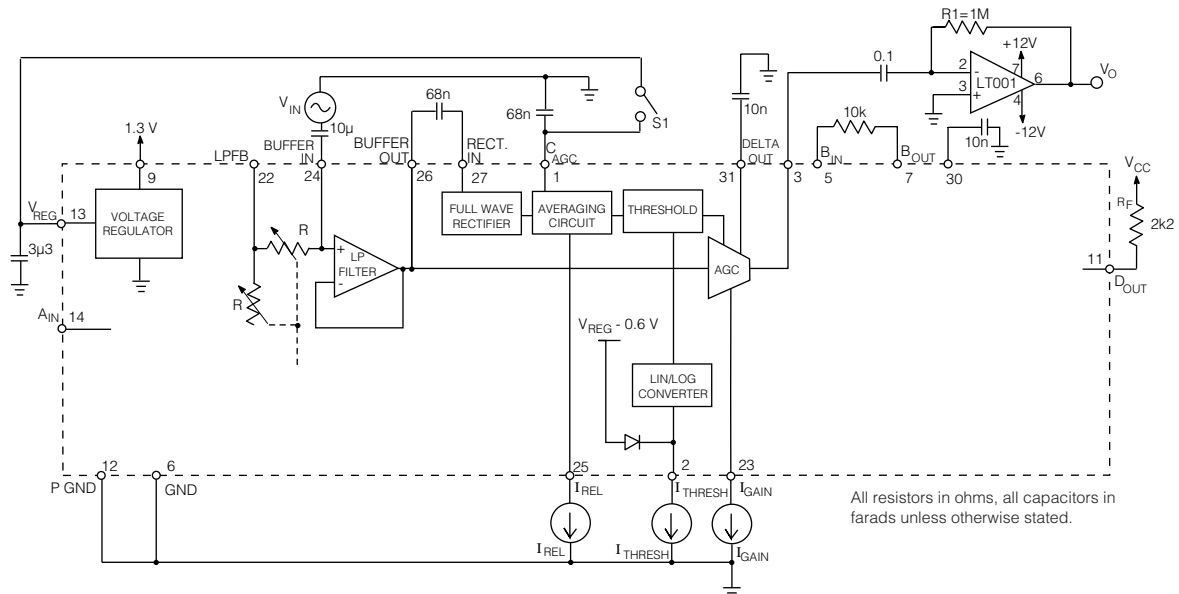 R1=1M
+12V
0.1
2
-
7
LT001
6
V_O
3
+
4
-12V
V_IN
68n
68n
S1
10n
10k
10n
1.3 V
10µ
LPFB
BUFFER IN
BUFFER OUT
RECT. IN
C_AGC
DELTA OUT
B_IN
B_OUT
V_CC
9
22
24
26
27
1
31
3
5
7
30
R_F
2k2
V_REG
13
VOLTAGE
REGULATOR
FULL WAVE
RECTIFIER
AVERAGING
CIRCUIT
THRESHOLD
3µ3
R
+
LP
FILTER
-
AGC
11
D_OUT
R
A_IN
14
V_REG - 0.6 V
LIN/LOG
CONVERTER
12
6
25
2
23
P GND
GND
I_REL
I_THRESH
I_GAIN
I_REL
I_THRESH
I_GAIN
All resistors in ohms, all capacitors in
farads unless otherwise stated.